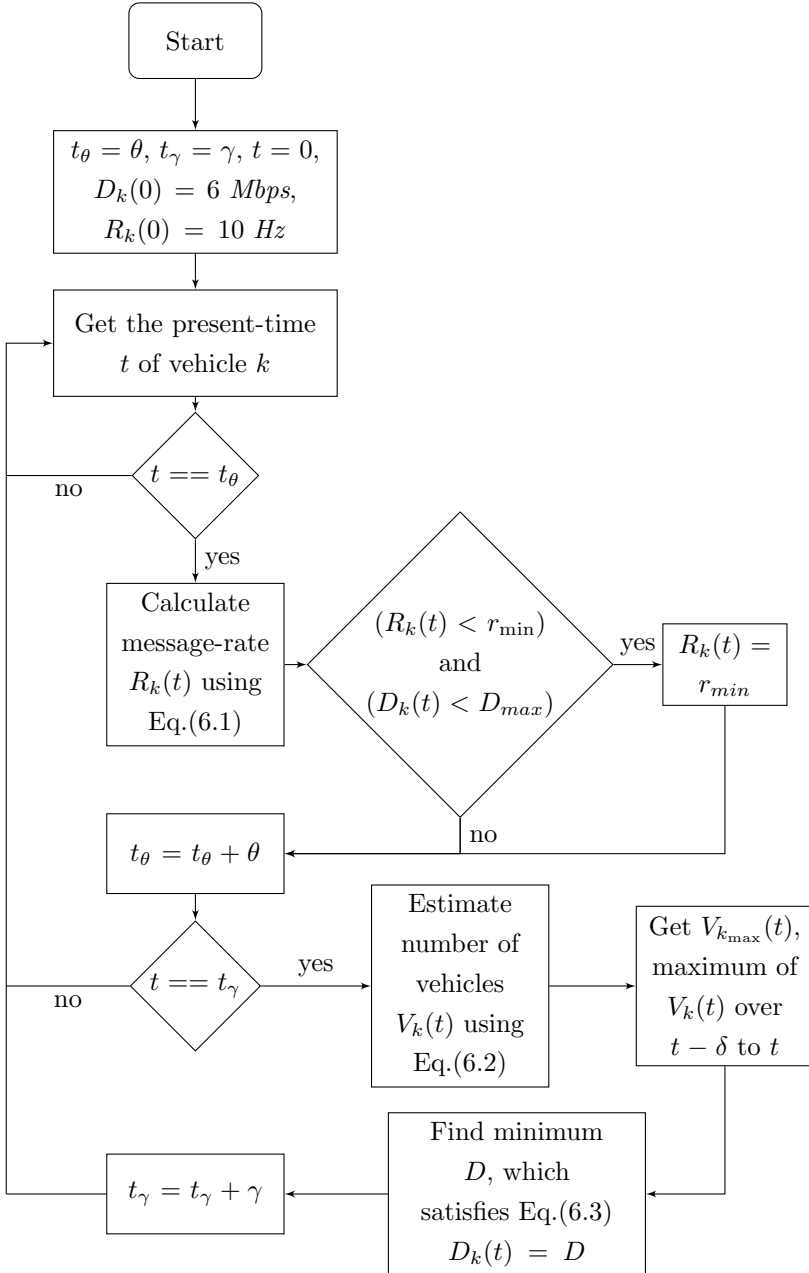 Start
t_θ = θ, t_γ = γ, t = 0,
D_k(0) = 6 Mbps,
R_k(0) = 10 Hz
Get the present-time
t of vehicle k
t == t_θ
no
yes
Calculate
message-rate
R_k(t) using
Eq.(6.1)
(R_k(t) < r_min)
and
(D_k(t) < D_max)
yes
R_k(t) =
r_min
no
t_θ = t_θ + θ
t == t_γ
no
yes
Estimate
number of
vehicles
V_k(t) using
Eq.(6.2)
Get V_{k_max}(t),
maximum of
V_k(t) over
t − δ to t
Find minimum
D, which
satisfies Eq.(6.3)
D_k(t) = D
t_γ = t_γ + γ